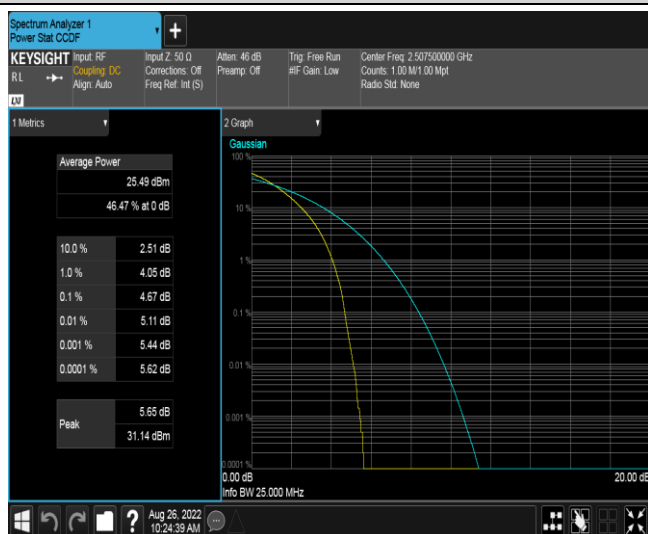 Spectrum Analyzer 1
Power Stat CCDF
KEYSIGHT
RL
LXI
Input: RF
Coupling: DC
Align: Auto
Input Z: 50 Ω
Corrections: Off
Freq Ref: Int (S)
Atten: 46 dB
Preamp: Off
Trig: Free Run
#IF Gain: Low
Center Freq: 2.507500000 GHz
Counts: 1.00 M/1.00 Mpt
Radio Std: None
1 Metrics
Average Power
25.49 dBm
46.47 % at 0 dB
10.0 % 2.51 dB
1.0 % 4.05 dB
0.1 % 4.67 dB
0.01 % 5.11 dB
0.001 % 5.44 dB
0.0001 % 5.62 dB
Peak
5.65 dB
31.14 dBm
2 Graph
Gaussian
100 %
10 %
1 %
0.1 %
0.01 %
0.001 %
0.0001 %
0.00 dB
20.00 dB
Info BW 25.000 MHz
Aug 26, 2022
10:24:39 AM